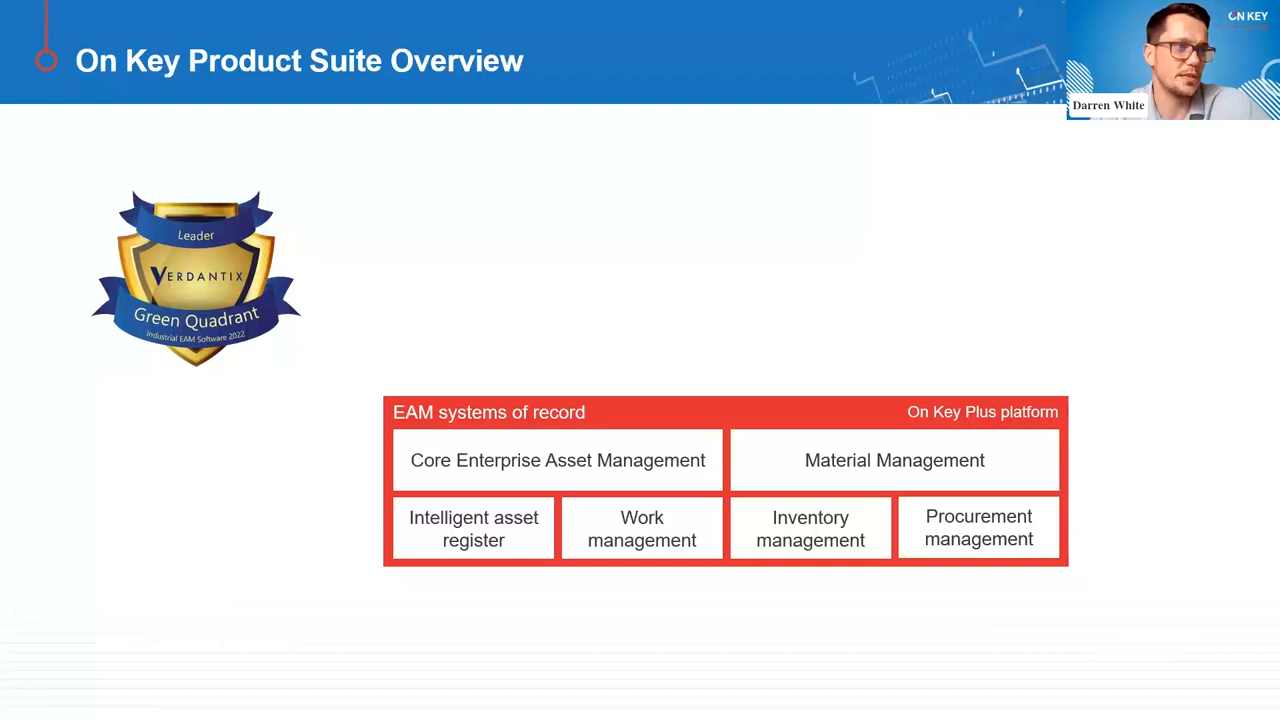 On Key Product Suite Overview
ON KEY
Darren White
Leader
VERDANTIX
Green Quadrant
Industrial EAM Software 2022
EAM systems of record
On Key Plus platform
Core Enterprise Asset Management
Material Management
Intelligent asset
register
Work
management
Inventory
management
Procurement
management